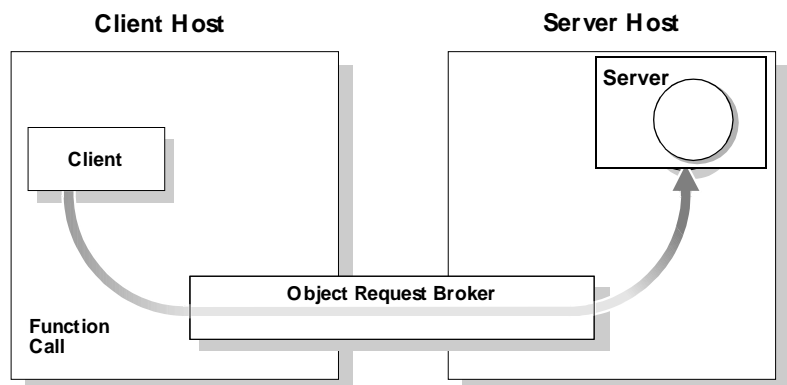 Client Host
Server Host
Server
Client
Object Request Broker
Function
Call